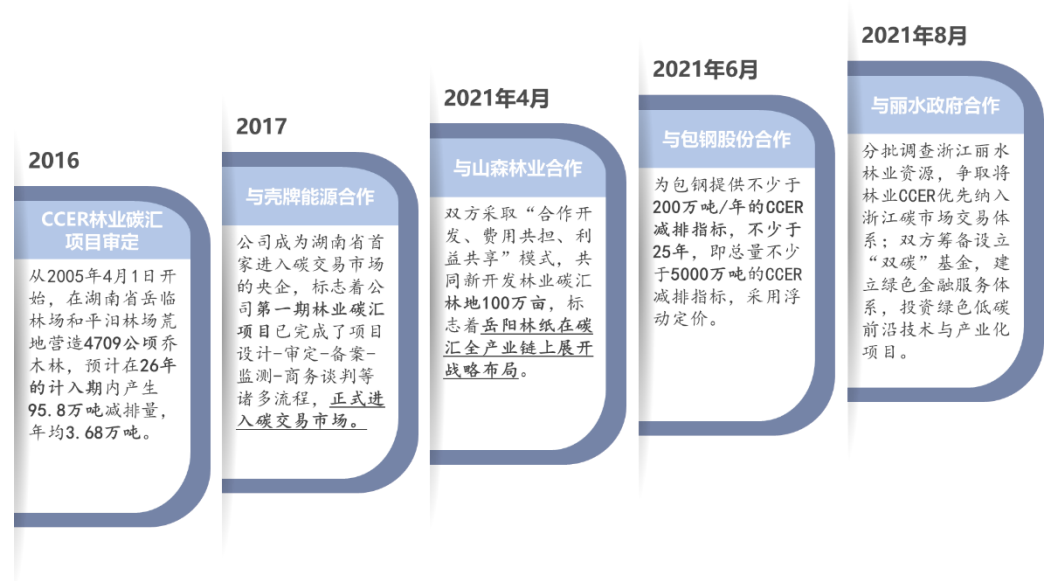 2016
CCER林业碳汇
项目审定
从2005年4月1日开
始，在湖南省岳临
林场和平汨林场荒
地营造4709公顷乔
木林，预计在26年
的计入期内产生
95.8万吨减排量，
年均3.68万吨。
2017
与壳牌能源合作
公司成为湖南省首
家进入碳交易市场
的央企，标志着公
司第一期林业碳汇
项目已完成了项目
设计-审定-备案-
监测-商务谈判等
诸多流程，正式进
入碳交易市场。
2021年4月
与山森林业合作
双方采取“合作开
发、费用共担、利
益共享”模式，共
同新开发林业碳汇
林地100万亩，标
志着岳阳林纸在碳
汇全产业链上展开
战略布局。
2021年6月
与包钢股份合作
为包钢提供不少于
200万吨/年的CCER
减排指标，不少于
25年，即总量不少
于5000万吨的CCER
减排指标，采用浮
动定价。
2021年8月
与丽水政府合作
分批调查浙江丽水
林业资源，争取将
林业CCER优先纳入
浙江碳市场交易体
系；双方筹备设立
“双碳”基金，建
立绿色金融服务体
系，投资绿色低碳
前沿技术与产业化
项目。